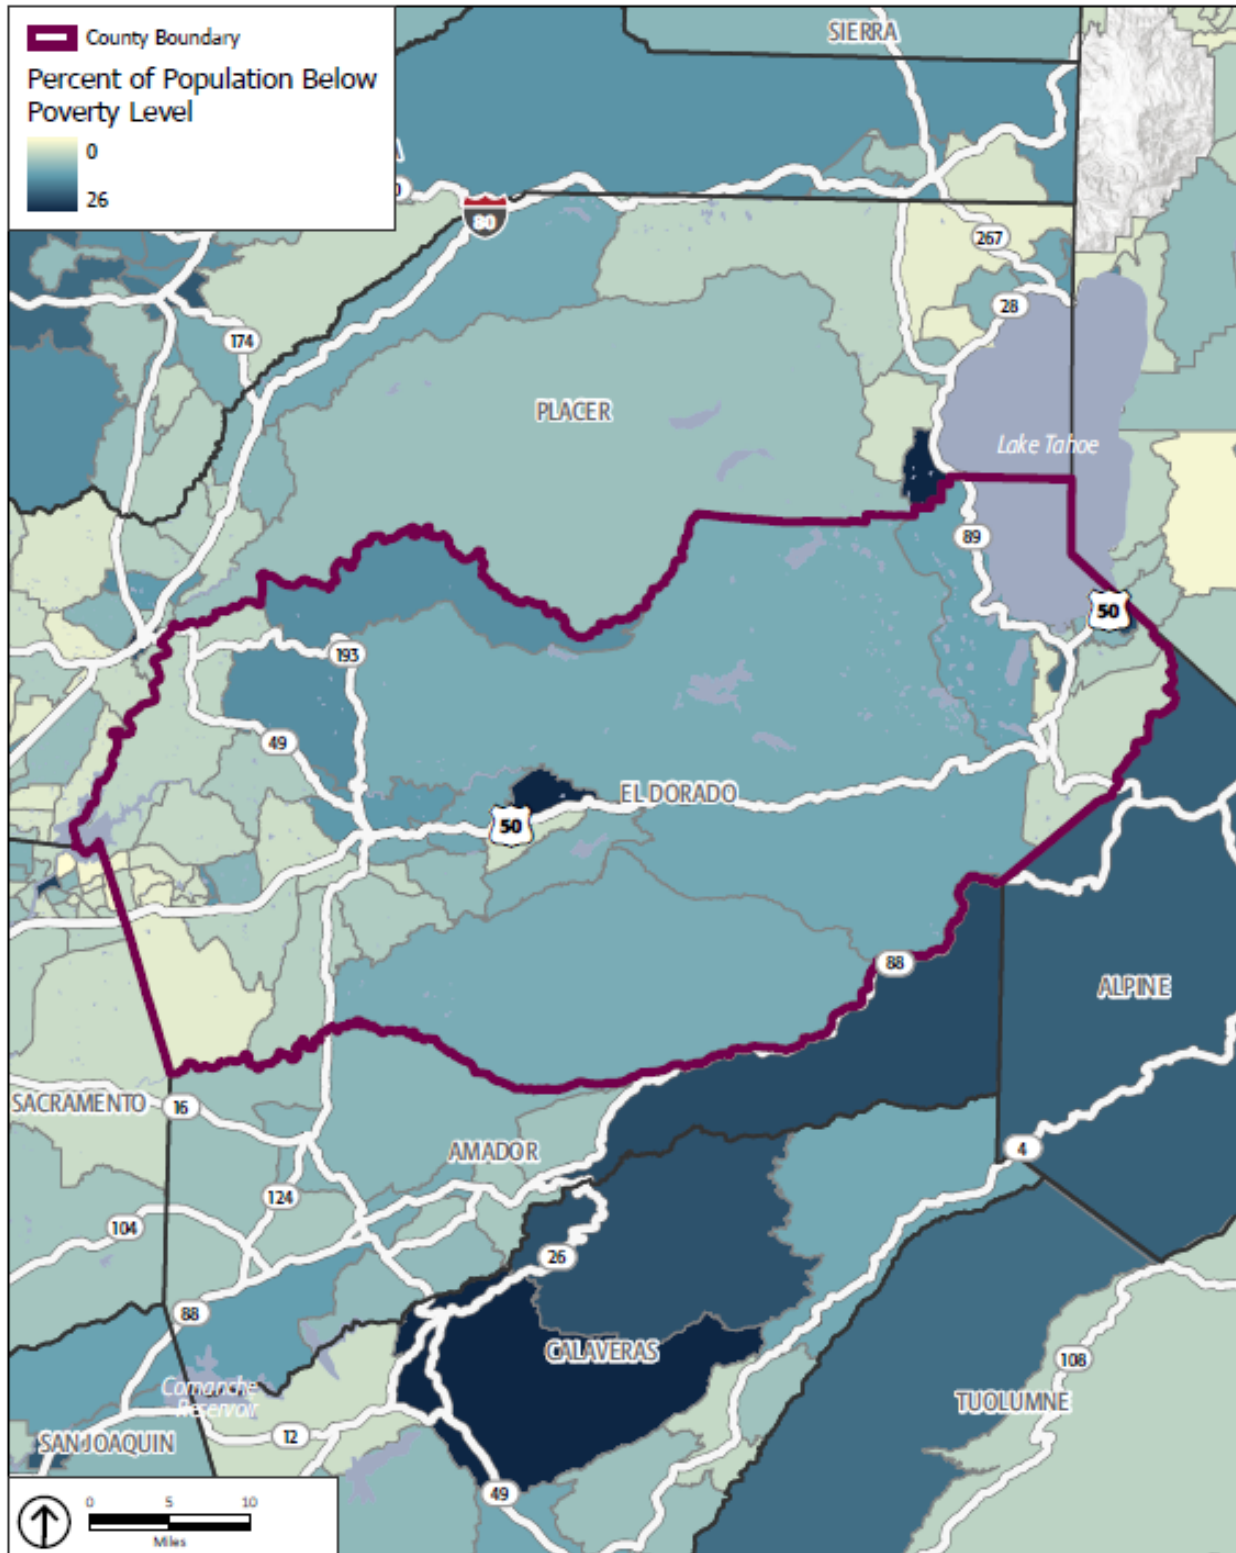 County Boundary
Percent of Population Below
Poverty Level
0
26
SIERRA
80
267
28
174
PLACER
Lake Tahoe
89
50
193
49
EL DORADO
50
88
ALPINE
SACRAMENTO
16
AMADOR
4
124
104
26
88
CALAVERAS
108
Comanche
Reservoir
TUOLUMNE
12
SAN JOAQUIN
49
0 5 10
Miles